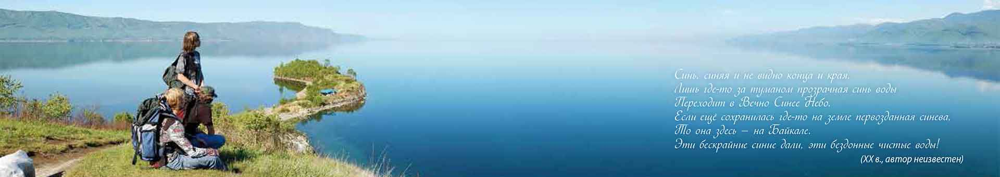 Синь, синяя и не видно конца и края.
Лишь где-то за туманом прозрачная синь воды
Переходит в Вечно Синее Небо.
Если ещё сохранилась где-то на земле первозданная синева,
То она здесь – на Байкале.
Эти бескрайние синие дали, эти бездонные чистые воды!
(XX в., автор неизвестен)